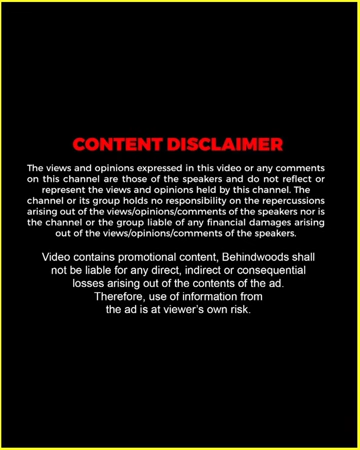 CONTENT DISCLAIMER
The views and opinions expressed in this video or any comments
on this channel are those of the speakers and do not reflect or
represent the views and opinions held by this channel. The
channel or its group holds no responsibility on the repercussions
arising out of the views/opinions/comments of the speakers nor is
the channel or the group liable of any financial damages arising
out of the views/opinions/comments of the speakers.
Video contains promotional content, Behindwoods shall
not be liable for any direct, indirect or consequential
losses arising out of the contents of the ad.
Therefore, use of information from
the ad is at viewer's own risk.